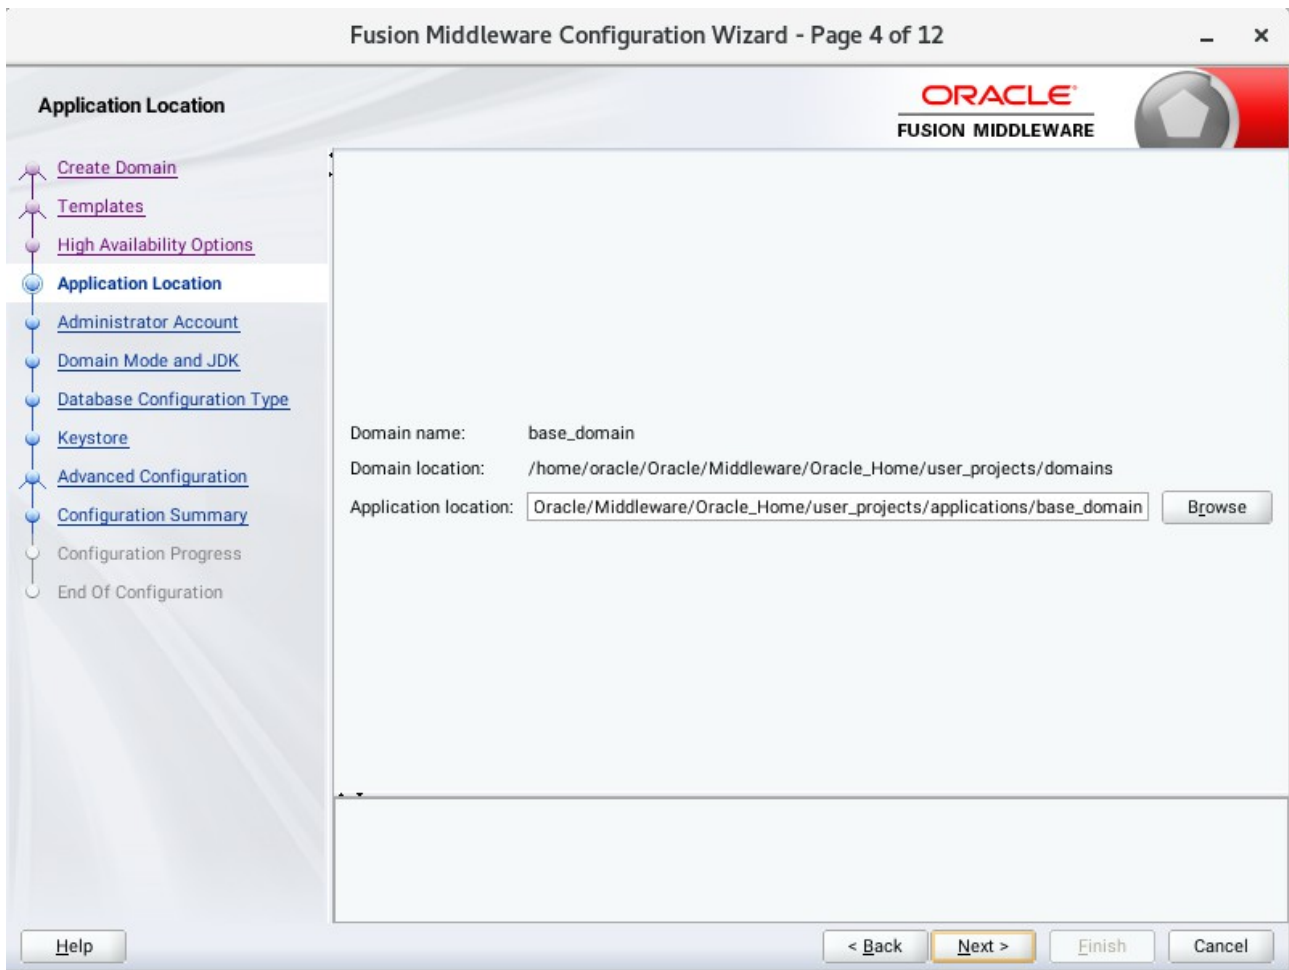 Fusion Middleware Configuration Wizard - Page 4 of 12
Application Location
ORACLE
FUSION MIDDLEWARE
Create Domain
Templates
High Availability Options
Application Location
Administrator Account
Domain Mode and JDK
Database Configuration Type
Keystore
Advanced Configuration
Configuration Summary
Configuration Progress
End Of Configuration
Domain name: base_domain
Domain location: /home/oracle/Oracle/Middleware/Oracle_Home/user_projects/domains
Application location: Oracle/Middleware/Oracle_Home/user_projects/applications/base_domain Browse
Help < Back Next > Finish Cancel